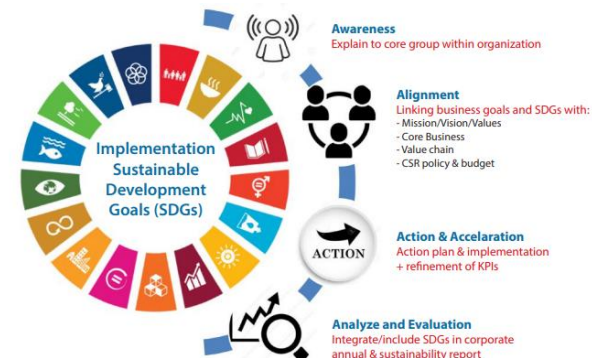 Implementation
Sustainable
Development
Goals (SDGs)
Awareness
Explain to core group within organization
Alignment
Linking business goals and SDGs with:
- Mission/Vision/Values
- Core Business
- Value chain
- CSR policy & budget
ACTION
Action & Accelaration
Action plan & implementation
+ refinement of KPIs
Analyze and Evaluation
Integrate/include SDGs in corporate
annual & sustainability report